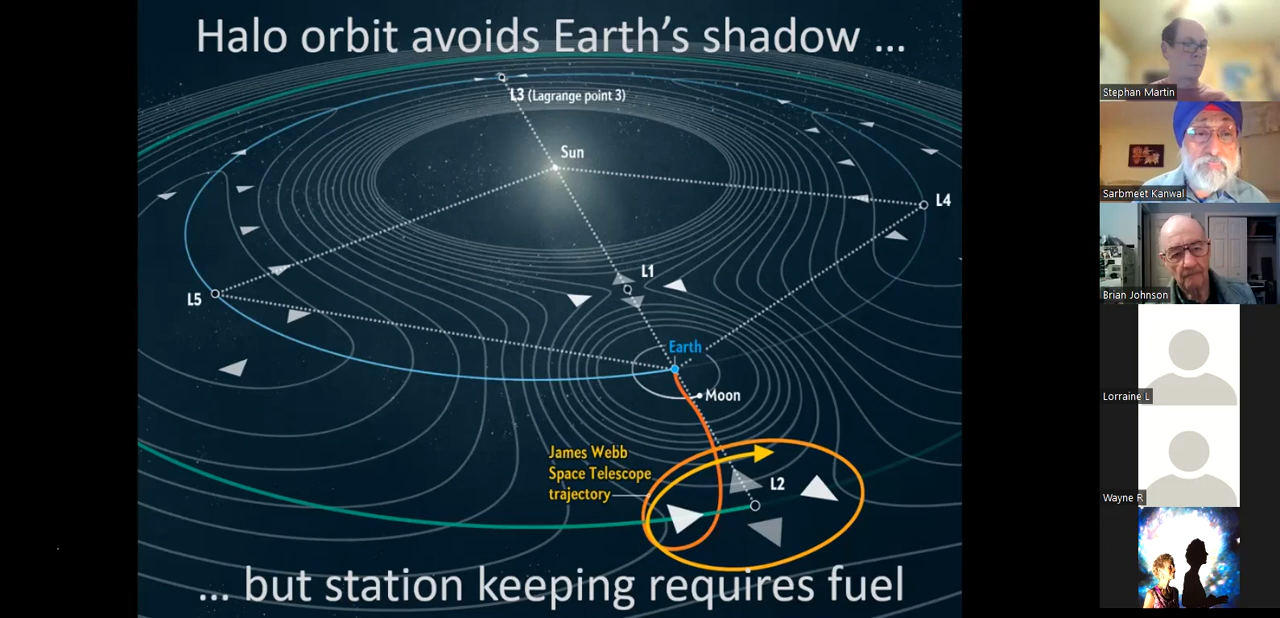 Halo orbit avoids Earth's shadow ...
L3 (Lagrange point 3)
Sun
L4
L1
L5
Earth
Moon
James Webb
Space Telescope
trajectory
L2
... but station keeping requires fuel
Stephan Martin
Sarbmeet Kanwal
Brian Johnson
Lorraine L
Wayne R